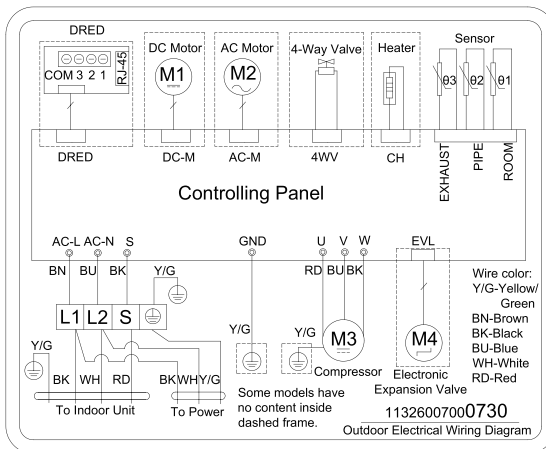 DRED
DC Motor
AC Motor
4-Way Valve
Heater
Sensor
COM 3 2 1
RJ-45
M1
M2
θ3
θ2
θ1
DRED
DC-M
AC-M
4WV
CH
EXHAUST
PIPE
ROOM
Controlling Panel
AC-L
AC-N
S
GND
U
V
W
EVL
BN
BU
BK
Y/G
RD
BU
BK
L1
L2
S
Y/G
Y/G
Y/G
M3
M4
Compressor
Electronic
Expansion Valve
BK
WH
RD
BK
WH
Y/G
To Indoor Unit
To Power
Some models have
no content inside
dashed frame.
Wire color:
Y/G-Yellow/
Green
BN-Brown
BK-Black
BU-Blue
WH-White
RD-Red
11326007000730
Outdoor Electrical Wiring Diagram